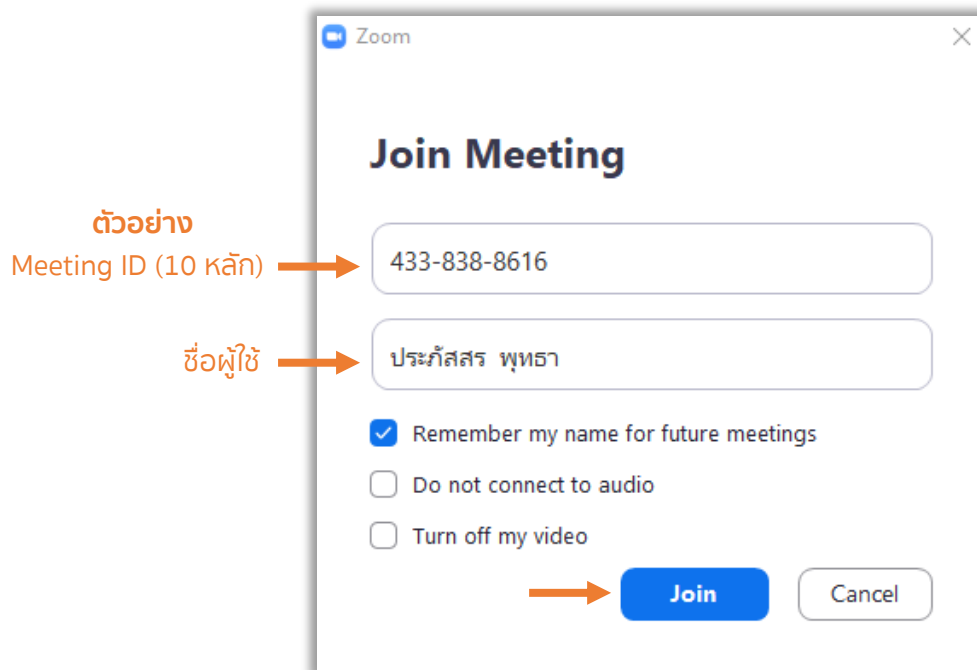 Zoom
Join Meeting
ตัวอย่าง
Meeting ID (10 หลัก)
433-838-8616
ชื่อผู้ใช้
ประภัสสร พุทธา
Remember my name for future meetings
Do not connect to audio
Turn off my video
Join
Cancel